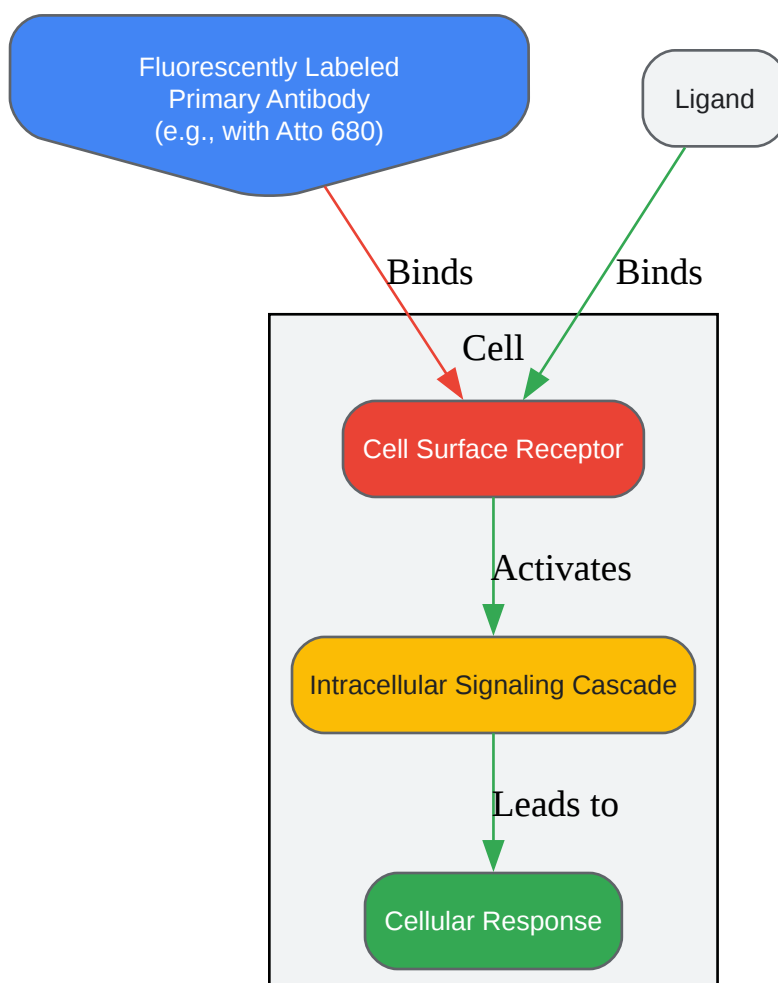 Fluorescently Labeled
Primary Antibody
(e.g., with Atto 680)
Ligand
Binds
Binds
Cell
Cell Surface Receptor
Activates
Intracellular Signaling Cascade
Leads to
Cellular Response